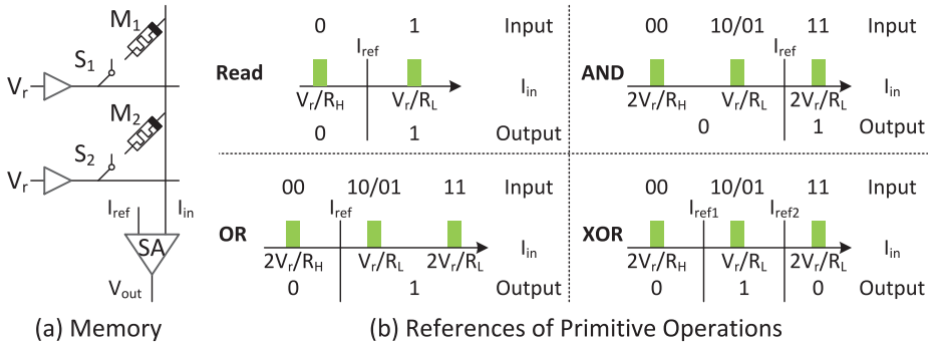 M1
S1
Vr
M2
S2
Vr
Iref Iin
SA
Vout
(a) Memory
0 1 Input
Iref
Read
Iin
Vr/RH Vr/RL
0 1 Output
00 10/01 11 Input
Iref
AND
Iin
2Vr/RH Vr/RL 2Vr/RL
0 1 Output
00 10/01 11 Input
Iref
OR
Iin
2Vr/RH Vr/RL 2Vr/RL
0 1 Output
00 10/01 11 Input
Iref1 Iref2
XOR
Iin
2Vr/RH Vr/RL 2Vr/RL
0 1 0 Output
(b) References of Primitive Operations